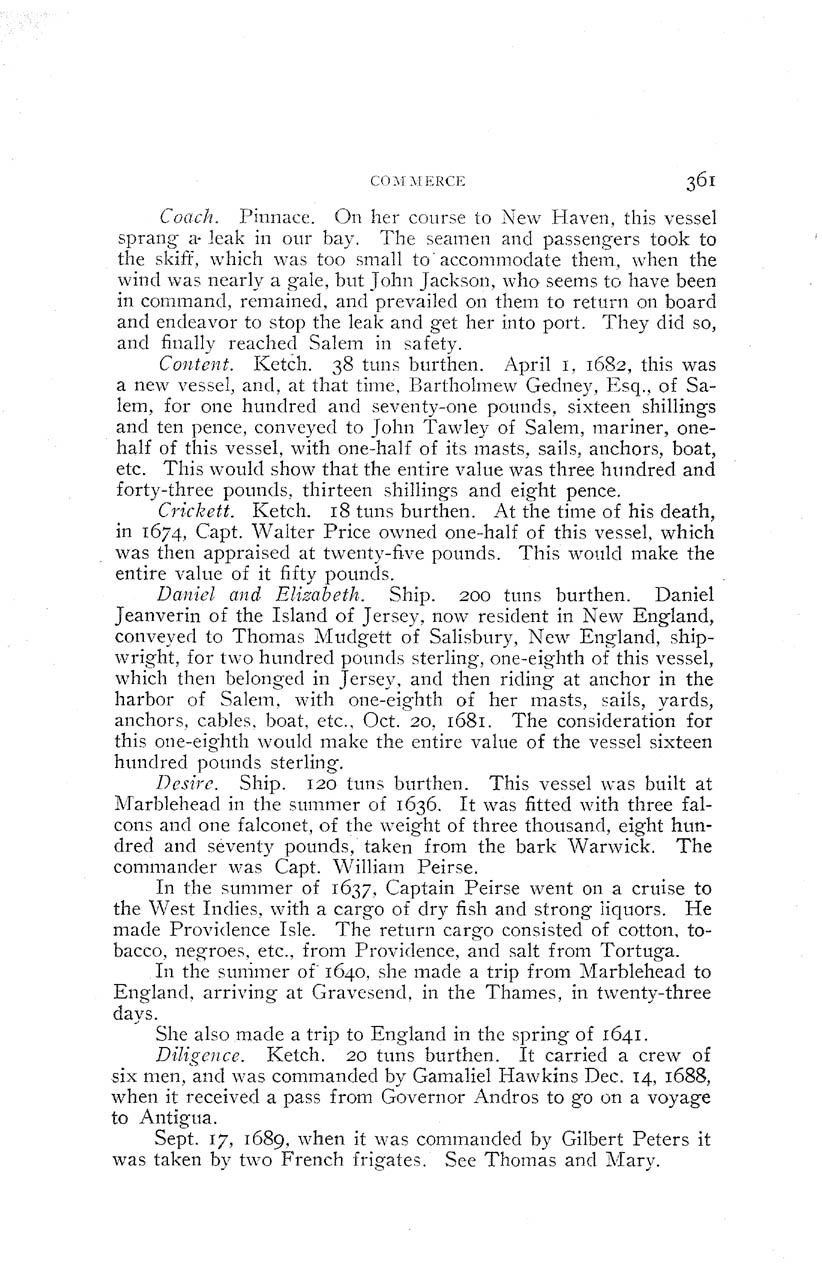 COMMERCE 361
Coach. Pinnace. On her course to New Haven, this vessel
sprang a leak in our bay. The seamen and passengers took to
the skiff, which was too small to accommodate them, when the
wind was nearly a gale, but John Jackson, who seems to have been
in command, remained, and prevailed on them to return on board
and endeavor to stop the leak and get her into port. They did so,
and finally reached Salem in safety.
Content. Ketch. 38 tuns burthen. April 1, 1682, this was
a new vessel, and, at that time, Bartholmew Gedney, Esq., of Sa-
lem, for one hundred and seventy-one pounds, sixteen shillings
and ten pence, conveyed to John Tawley of Salem, mariner, one-
half of this vessel, with one-half of its masts, sails, anchors, boat,
etc. This would show that the entire value was three hundred and
forty-three pounds, thirteen shillings and eight pence.
Crickett. Ketch. 18 tuns burthen. At the time of his death,
in 1674, Capt. Walter Price owned one-half of this vessel, which
was then appraised at twenty-five pounds. This would make the
entire value of it fifty pounds.
Daniel and Elizabeth. Ship. 200 tuns burthen. Daniel
Jeanverin of the Island of Jersey, now resident in New England,
conveyed to Thomas Mudgett of Salisbury, New England, ship-
wright, for two hundred pounds sterling, one-eighth of this vessel,
which then belonged in Jersey, and then riding at anchor in the
harbor of Salem, with one-eighth of her masts, sails, yards,
anchors, cables, boat, etc., Oct. 20, 1681. The consideration for
this one-eighth would make the entire value of the vessel sixteen
hundred pounds sterling.
Desire. Ship. 120 tuns burthen. This vessel was built at
Marblehead in the summer of 1636. It was fitted with three fal-
cons and one falconet, of the weight of three thousand, eight hun-
dred and seventy pounds, taken from the bark Warwick. The
commander was Capt. William Peirse.
In the summer of 1637, Captain Peirse went on a cruise to
the West Indies, with a cargo of dry fish and strong liquors. He
made Providence Isle. The return cargo consisted of cotton, to-
bacco, negroes, etc., from Providence, and salt from Tortuga.
In the summer of 1640, she made a trip from Marblehead to
England, arriving at Gravesend, in the Thames, in twenty-three
days.
She also made a trip to England in the spring of 1641.
Diligence. Ketch. 20 tuns burthen. It carried a crew of
six men, and was commanded by Gamaliel Hawkins Dec. 14, 1688,
when it received a pass from Governor Andros to go on a voyage
to Antigua.
Sept. 17, 1689, when it was commanded by Gilbert Peters it
was taken by two French frigates. See Thomas and Mary.